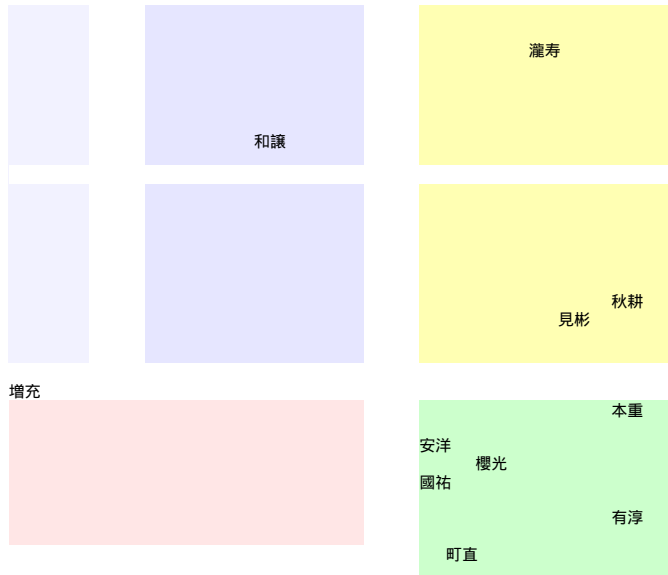 瀧寿
和譲
秋耕
見彬
増充
本重
安洋
櫻光
國祐
有淳
町直